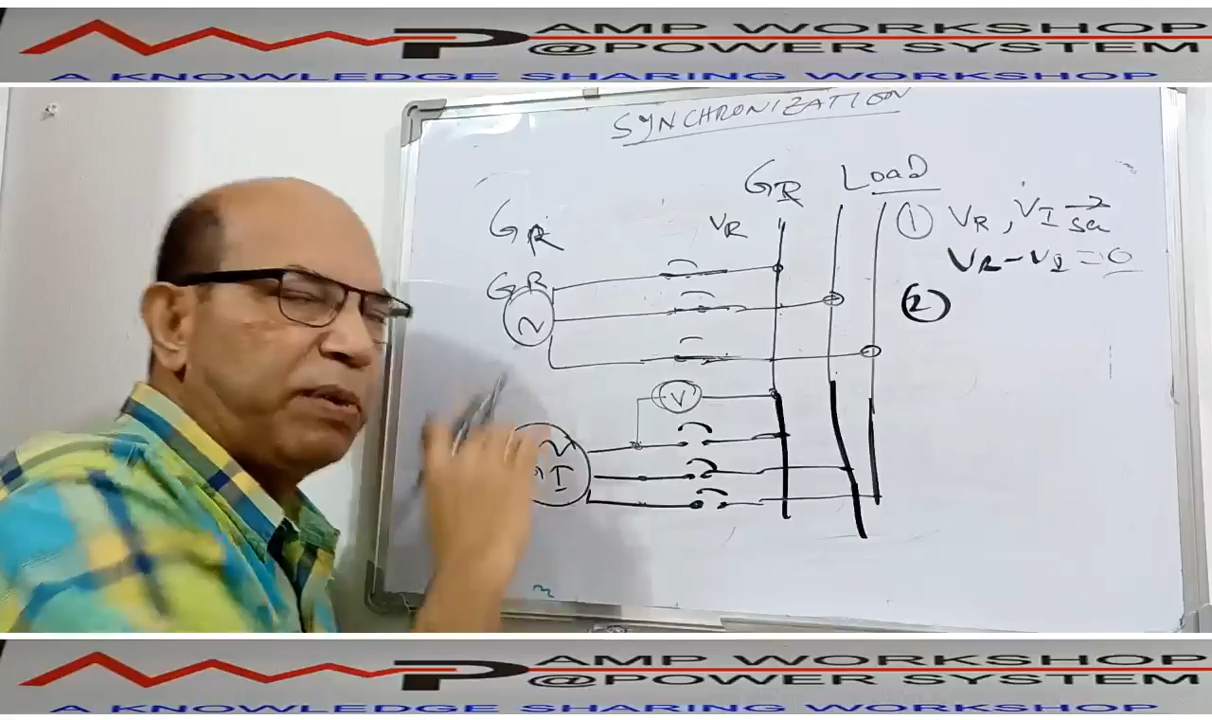 AMP WORKSHOP
@POWER SYSTEM
A KNOWLEDGE SHARING WORKSHOP
SYNCHRONIZATION
GR Load
GR VR
① VR, VI
VR - VI = 0
GR
②
~
V
~
I
AMP WORKSHOP
@POWER SYSTEM
A KNOWLEDGE SHARING WORKSHOP